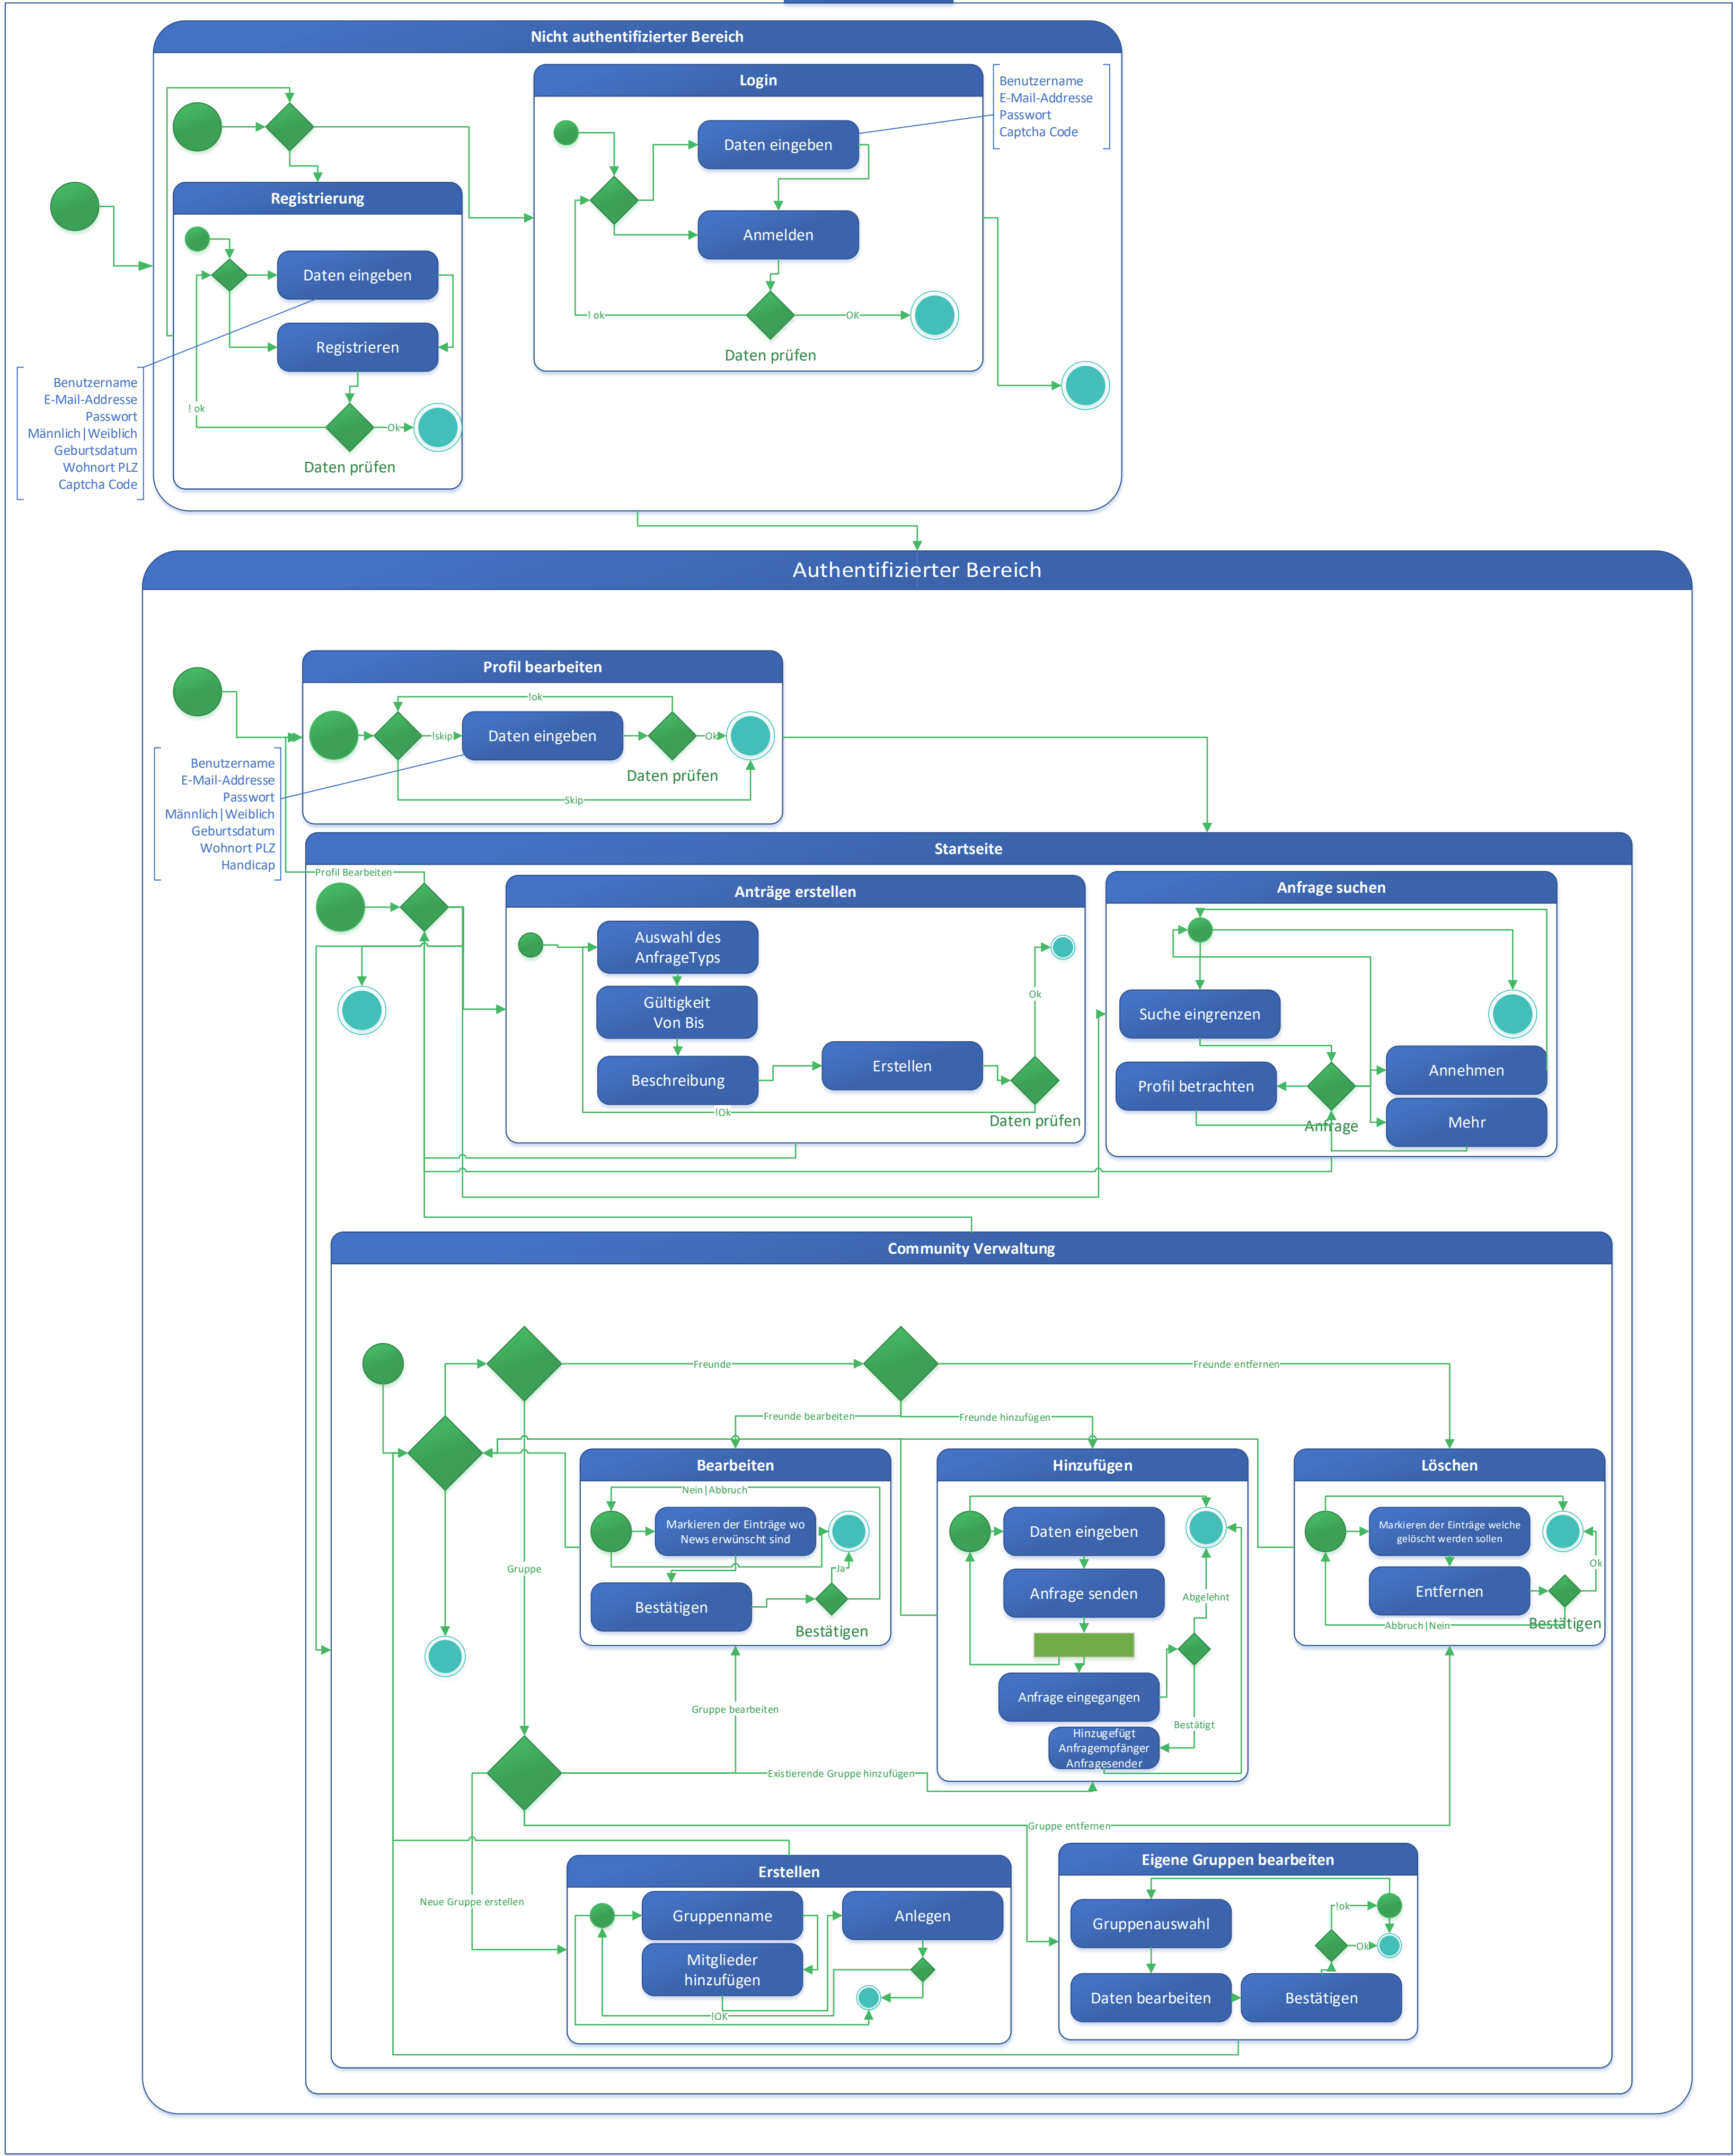 Nicht authentifizierter Bereich
Login
Benutzername
E-Mail-Addresse
Passwort
Captcha Code
Daten eingeben
Anmelden
! ok
OK
Daten prüfen
Registrierung
Daten eingeben
Registrieren
! ok
Ok
Daten prüfen
Benutzername
E-Mail-Addresse
Passwort
Männlich|Weiblich
Geburtsdatum
Wohnort PLZ
Captcha Code
Authentifizierter Bereich
Profil bearbeiten
!ok
!skip
Daten eingeben
Ok
Daten prüfen
Skip
Benutzername
E-Mail-Addresse
Passwort
Männlich|Weiblich
Geburtsdatum
Wohnort PLZ
Handicap
Startseite
Profil Bearbeiten
Anträge erstellen
Auswahl des
AnfrageTyps
Gültigkeit
Von Bis
Beschreibung
Erstellen
Ok
!Ok
Daten prüfen
Anfrage suchen
Suche eingrenzen
Profil betrachten
Annehmen
Anfrage
Mehr
Community Verwaltung
Freunde
Freunde entfernen
Freunde bearbeiten
Freunde hinzufügen
Gruppe
Bearbeiten
Nein|Abbruch
Markieren der Einträge wo
News erwünscht sind
Ja
Bestätigen
Bestätigen
Hinzufügen
Daten eingeben
Anfrage senden
Abgelehnt
Anfrage eingegangen
Bestätigt
Hinzugefügt
Anfragempfänger
Anfragesender
Löschen
Markieren der Einträge welche
gelöscht werden sollen
Ok
Entfernen
Abbruch|Nein
Bestätigen
Gruppe bearbeiten
Existierende Gruppe hinzufügen
Gruppe entfernen
Neue Gruppe erstellen
Erstellen
Gruppenname
Anlegen
Mitglieder
hinzufügen
!OK
Eigene Gruppen bearbeiten
Gruppenauswahl
!ok
Ok
Daten bearbeiten
Bestätigen